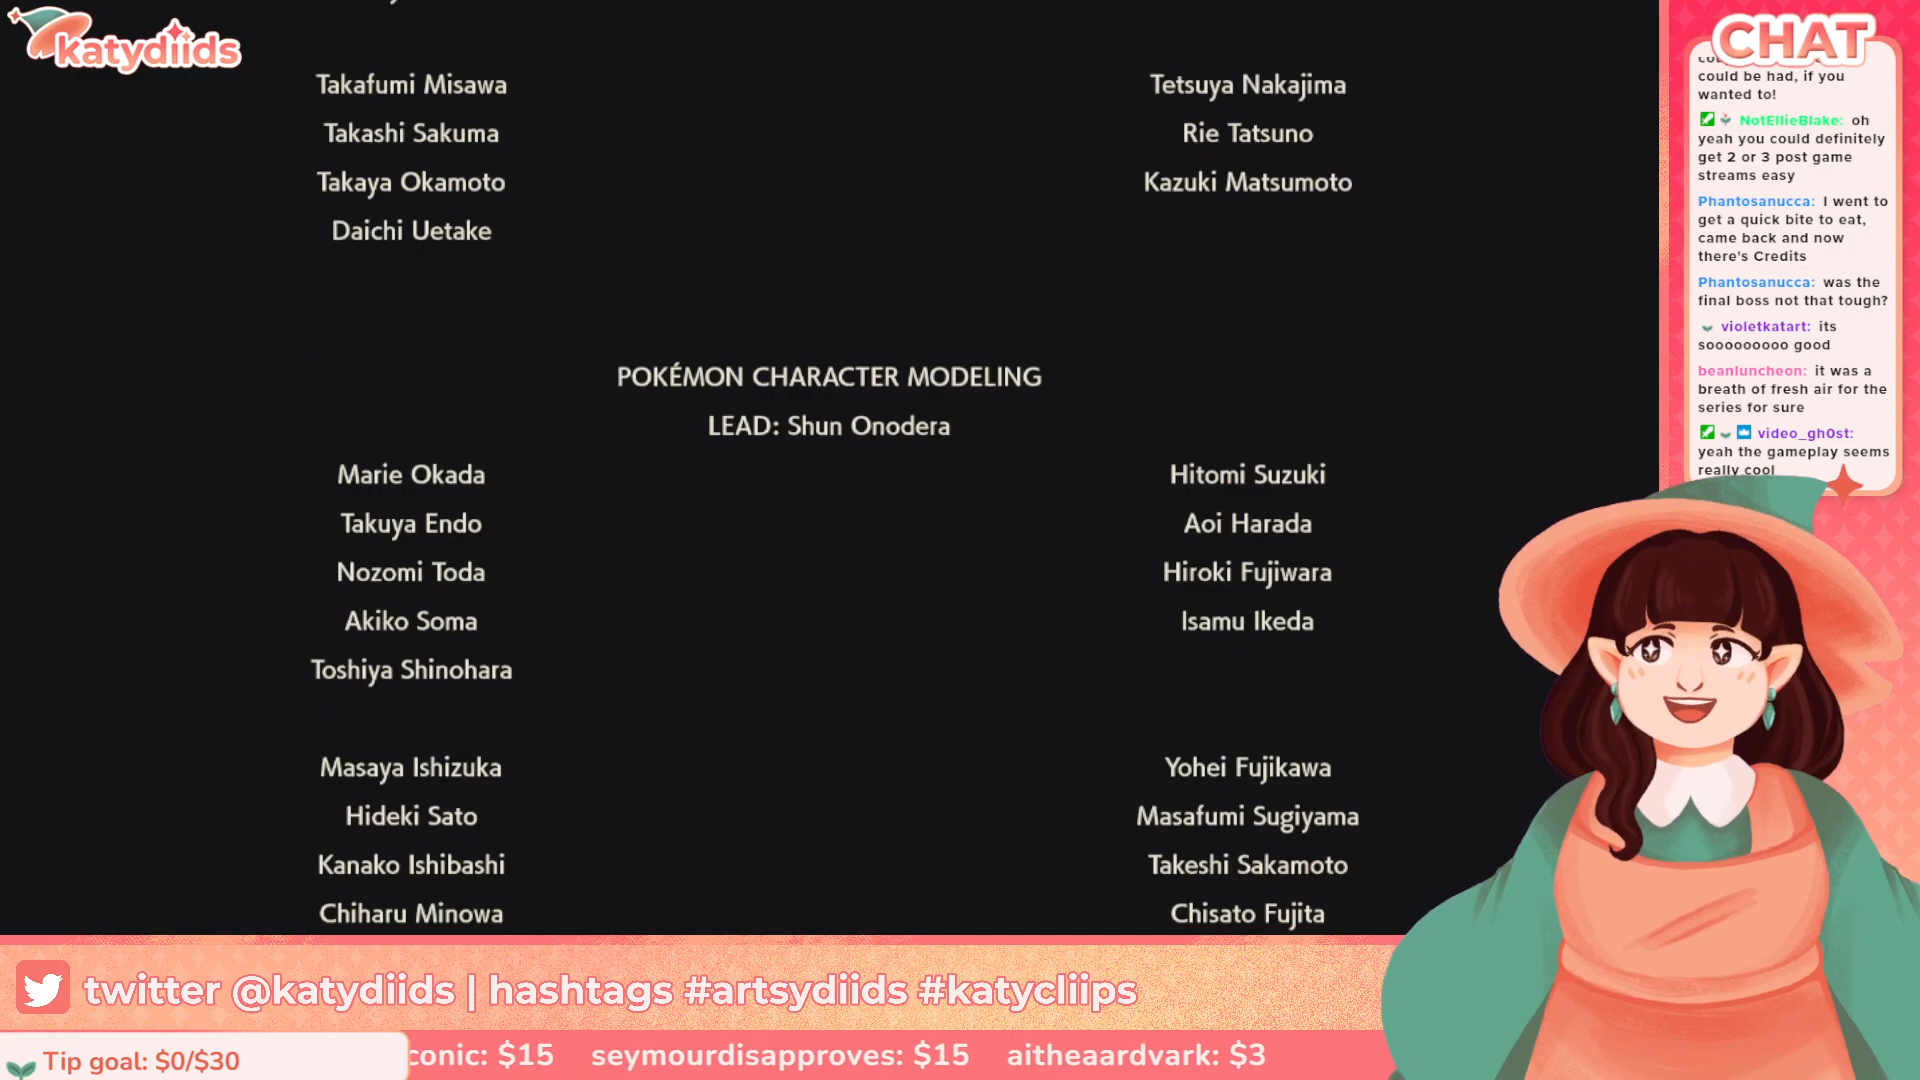 katydiids
Takafumi Misawa
Tetsuya Nakajima
Takashi Sakuma
Rie Tatsuno
Takaya Okamoto
Kazuki Matsumoto
Daichi Uetake
POKÉMON CHARACTER MODELING
LEAD: Shun Onodera
Marie Okada
Hitomi Suzuki
Takuya Endo
Aoi Harada
Nozomi Toda
Hiroki Fujiwara
Akiko Soma
Isamu Ikeda
Toshiya Shinohara
Masaya Ishizuka
Yohei Fujikawa
Hideki Sato
Masafumi Sugiyama
Kanako Ishibashi
Takeshi Sakamoto
Chiharu Minowa
Chisato Fujita
CHAT
could be had, if you
wanted to!
NotEllieBlake: oh
yeah you could definitely
get 2 or 3 post game
streams easy
Phantosanucca: I went to
get a quick bite to eat,
came back and now
there's Credits
Phantosanucca: was the
final boss not that tough?
violetkatart: its
sooooooooo good
beanluncheon: it was a
breath of fresh air for the
series for sure
video_gh0st:
yeah the gameplay seems
really cool
twitter @katydiids | hashtags #artsydiids #katycliips
Tip goal: $0/$30
conic: $15 seymourdisapproves: $15 aitheaardvark: $3